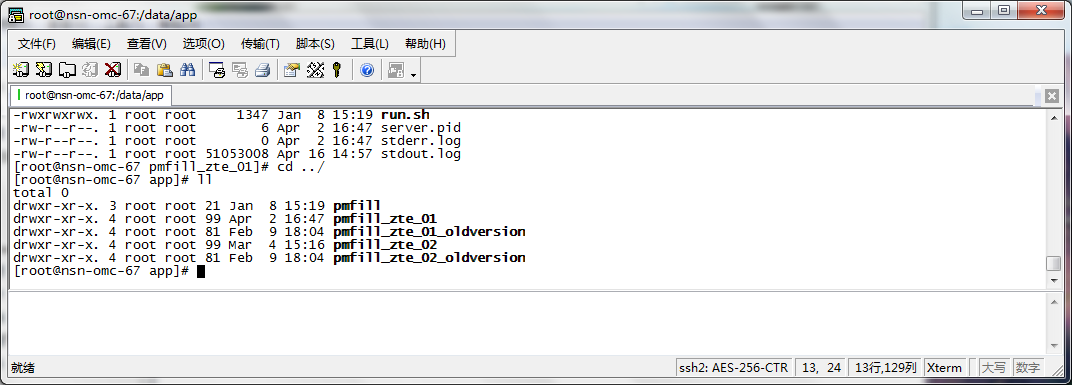 root@nsn-omc-67:/data/app
文件(F) 编辑(E) 查看(V) 选项(O) 传输(T) 脚本(S) 工具(L) 帮助(H)
root@nsn-omc-67:/data/app
-rwxrwxrwx. 1 root root     1347 Jan  8 15:19 run.sh
-rw-r--r--. 1 root root        6 Apr  2 16:47 server.pid
-rw-r--r--. 1 root root        0 Apr  2 16:47 stderr.log
-rw-r--r--. 1 root root 51053008 Apr 16 14:57 stdout.log
[root@nsn-omc-67 pmfill_zte_01]# cd ../
[root@nsn-omc-67 app]# ll
total 0
drwxr-xr-x. 3 root root 21 Jan  8 15:19 pmfill
drwxr-xr-x. 4 root root 99 Apr  2 16:47 pmfill_zte_01
drwxr-xr-x. 4 root root 81 Feb  9 18:04 pmfill_zte_01_oldversion
drwxr-xr-x. 4 root root 99 Mar  4 15:16 pmfill_zte_02
drwxr-xr-x. 4 root root 81 Feb  9 18:04 pmfill_zte_02_oldversion
[root@nsn-omc-67 app]#
就绪 ssh2: AES-256-CTR 13, 24 13行,129列 Xterm 大写 数字